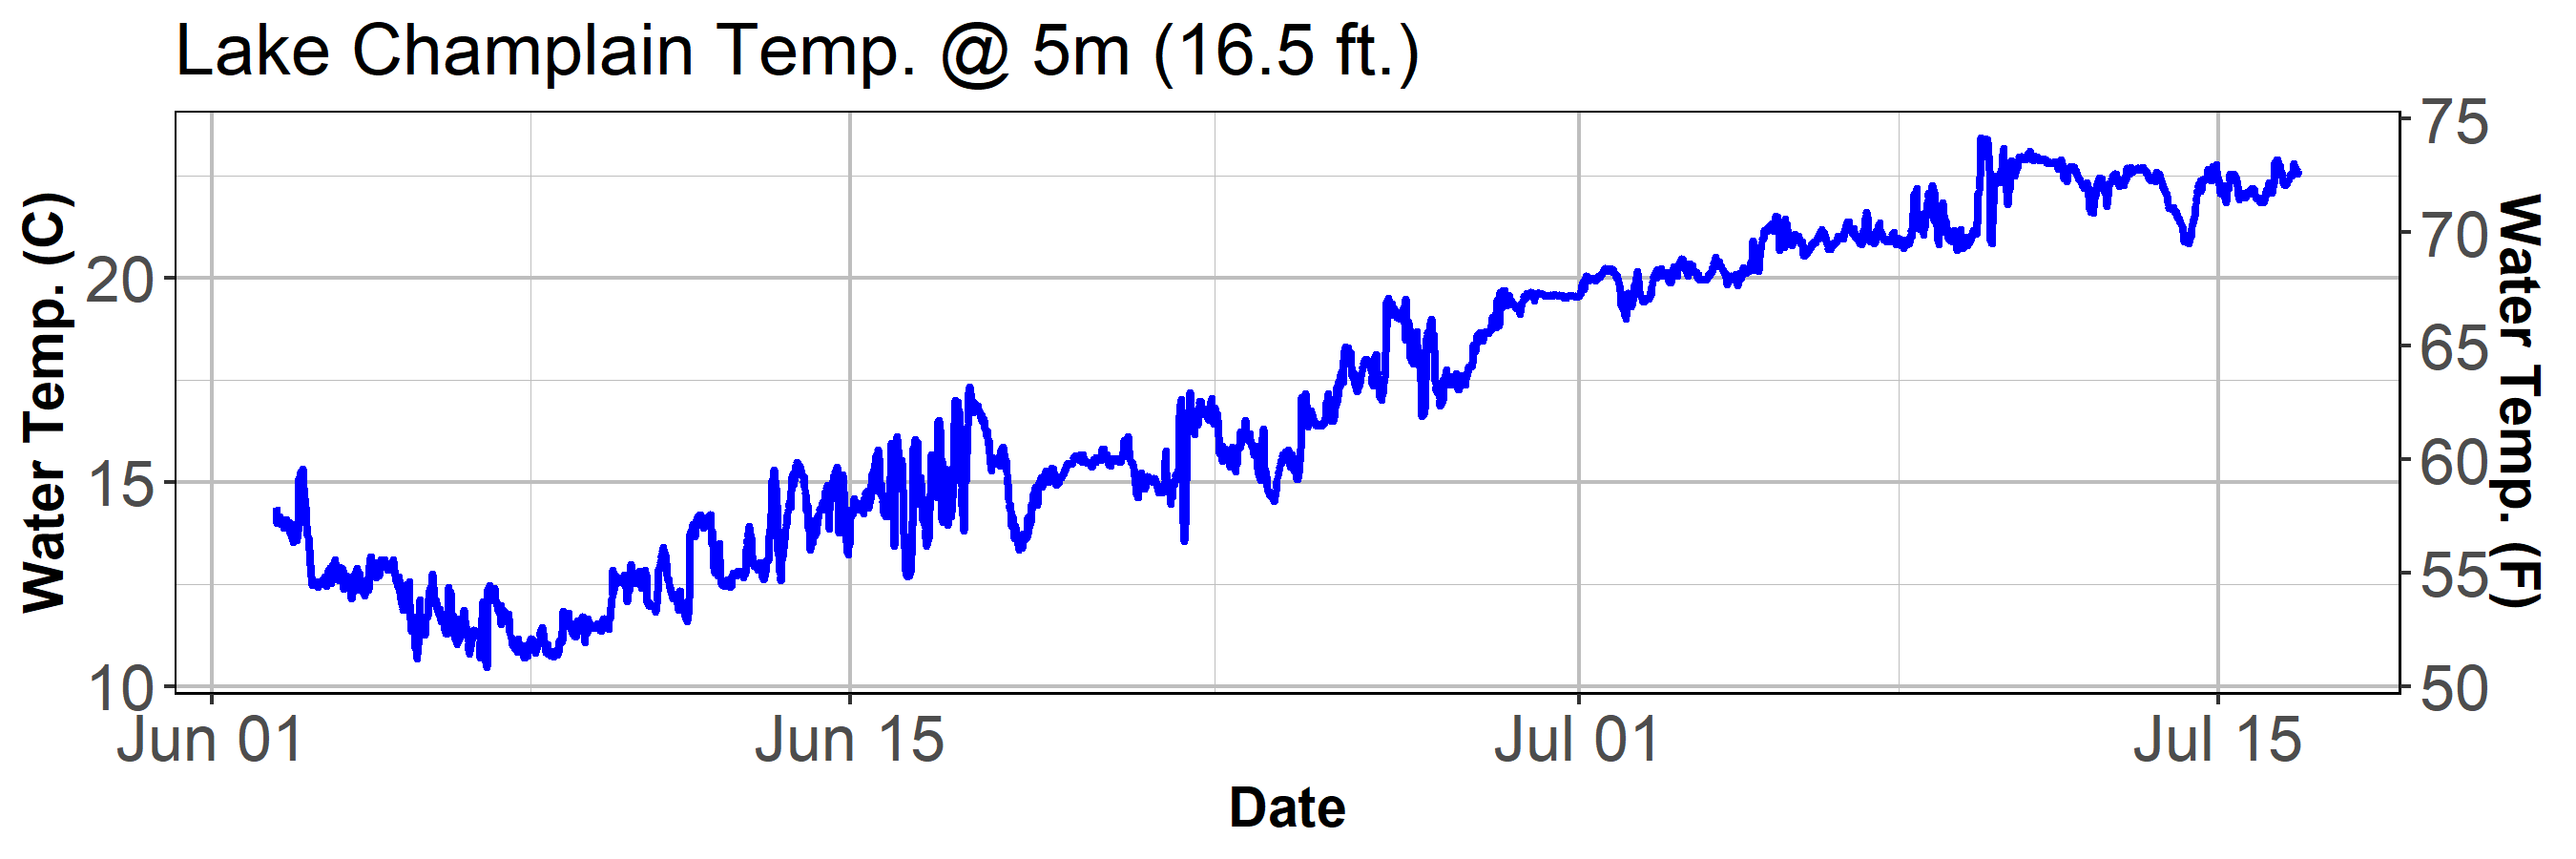 Lake Champlain Temp. @ 5m (16.5 ft.)
Water Temp. (C)
20
15
10
75
70
65
60
55
50
Water Temp. (F)
Jun 01
Jun 15
Jul 01
Jul 15
Date